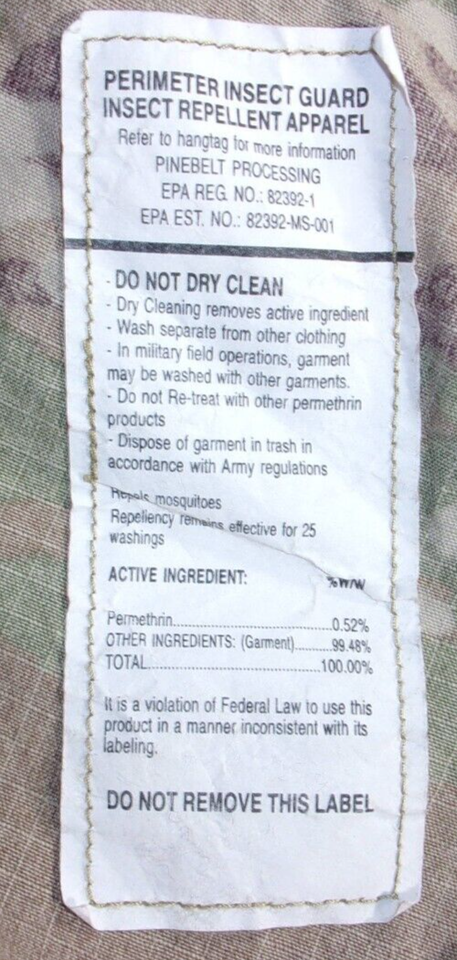 PERIMETER INSECT GUARD
INSECT REPELLENT APPAREL
Refer to hangtag for more information
PINEBELT PROCESSING
EPA REG. NO.: 82392-1
EPA EST. NO.: 82392-MS-001
- DO NOT DRY CLEAN
- Dry Cleaning removes active ingredient
- Wash separate from other clothing
- In military field operations, garment
may be washed with other garments.
- Do not Re-treat with other permethrin
products
- Dispose of garment in trash in
accordance with Army regulations
Repels mosquitoes
Repellency remains effective for 25
washings
ACTIVE INGREDIENT: %W/W
Permethrin...........................................0.52%
OTHER INGREDIENTS: (Garment)..........99.48%
TOTAL................................................100.00%
It is a violation of Federal Law to use this
product in a manner inconsistent with its
labeling.
DO NOT REMOVE THIS LABEL